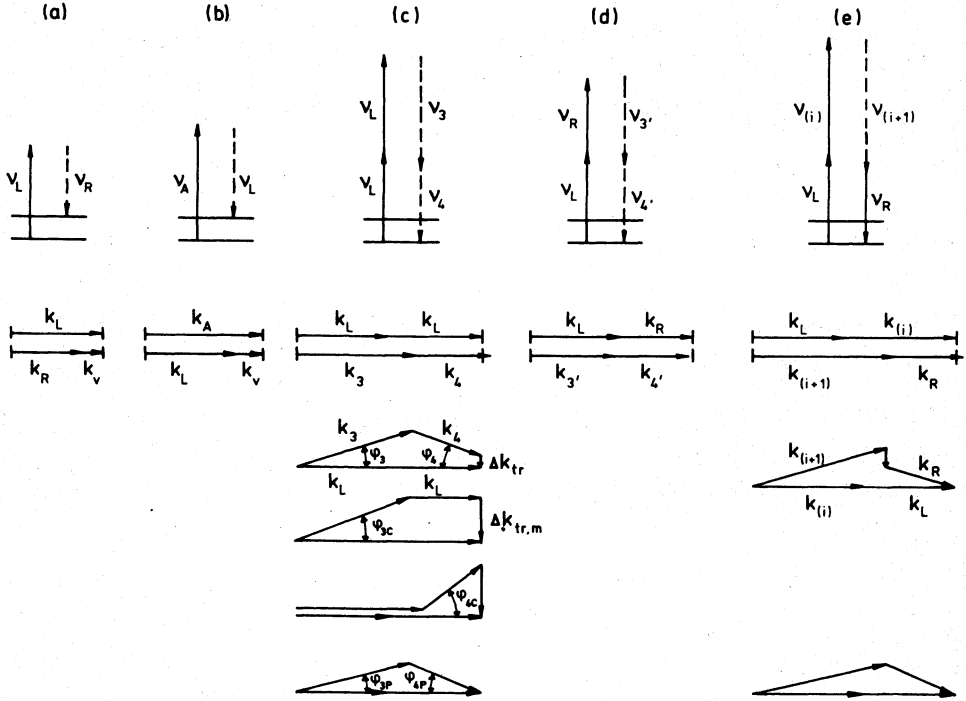 (a) (b) (c) (d) (e)
ν_L ν_R
ν_A ν_L
ν_L ν_3
ν_L ν_4
ν_R ν_3'
ν_L ν_4'
ν_(i) ν_(i+1)
ν_L ν_R
k_L
k_R k_v
k_A
k_L k_v
k_L k_L
k_3 k_4
k_L k_R
k_3' k_4'
k_L k_(i)
k_(i+1) k_R
k_3 k_4
φ_3 φ_4 Δk_tr
k_L k_L
φ_3C Δk_tr,m
φ_4C
φ_3P φ_4P
k_(i+1) k_R
k_(i) k_L